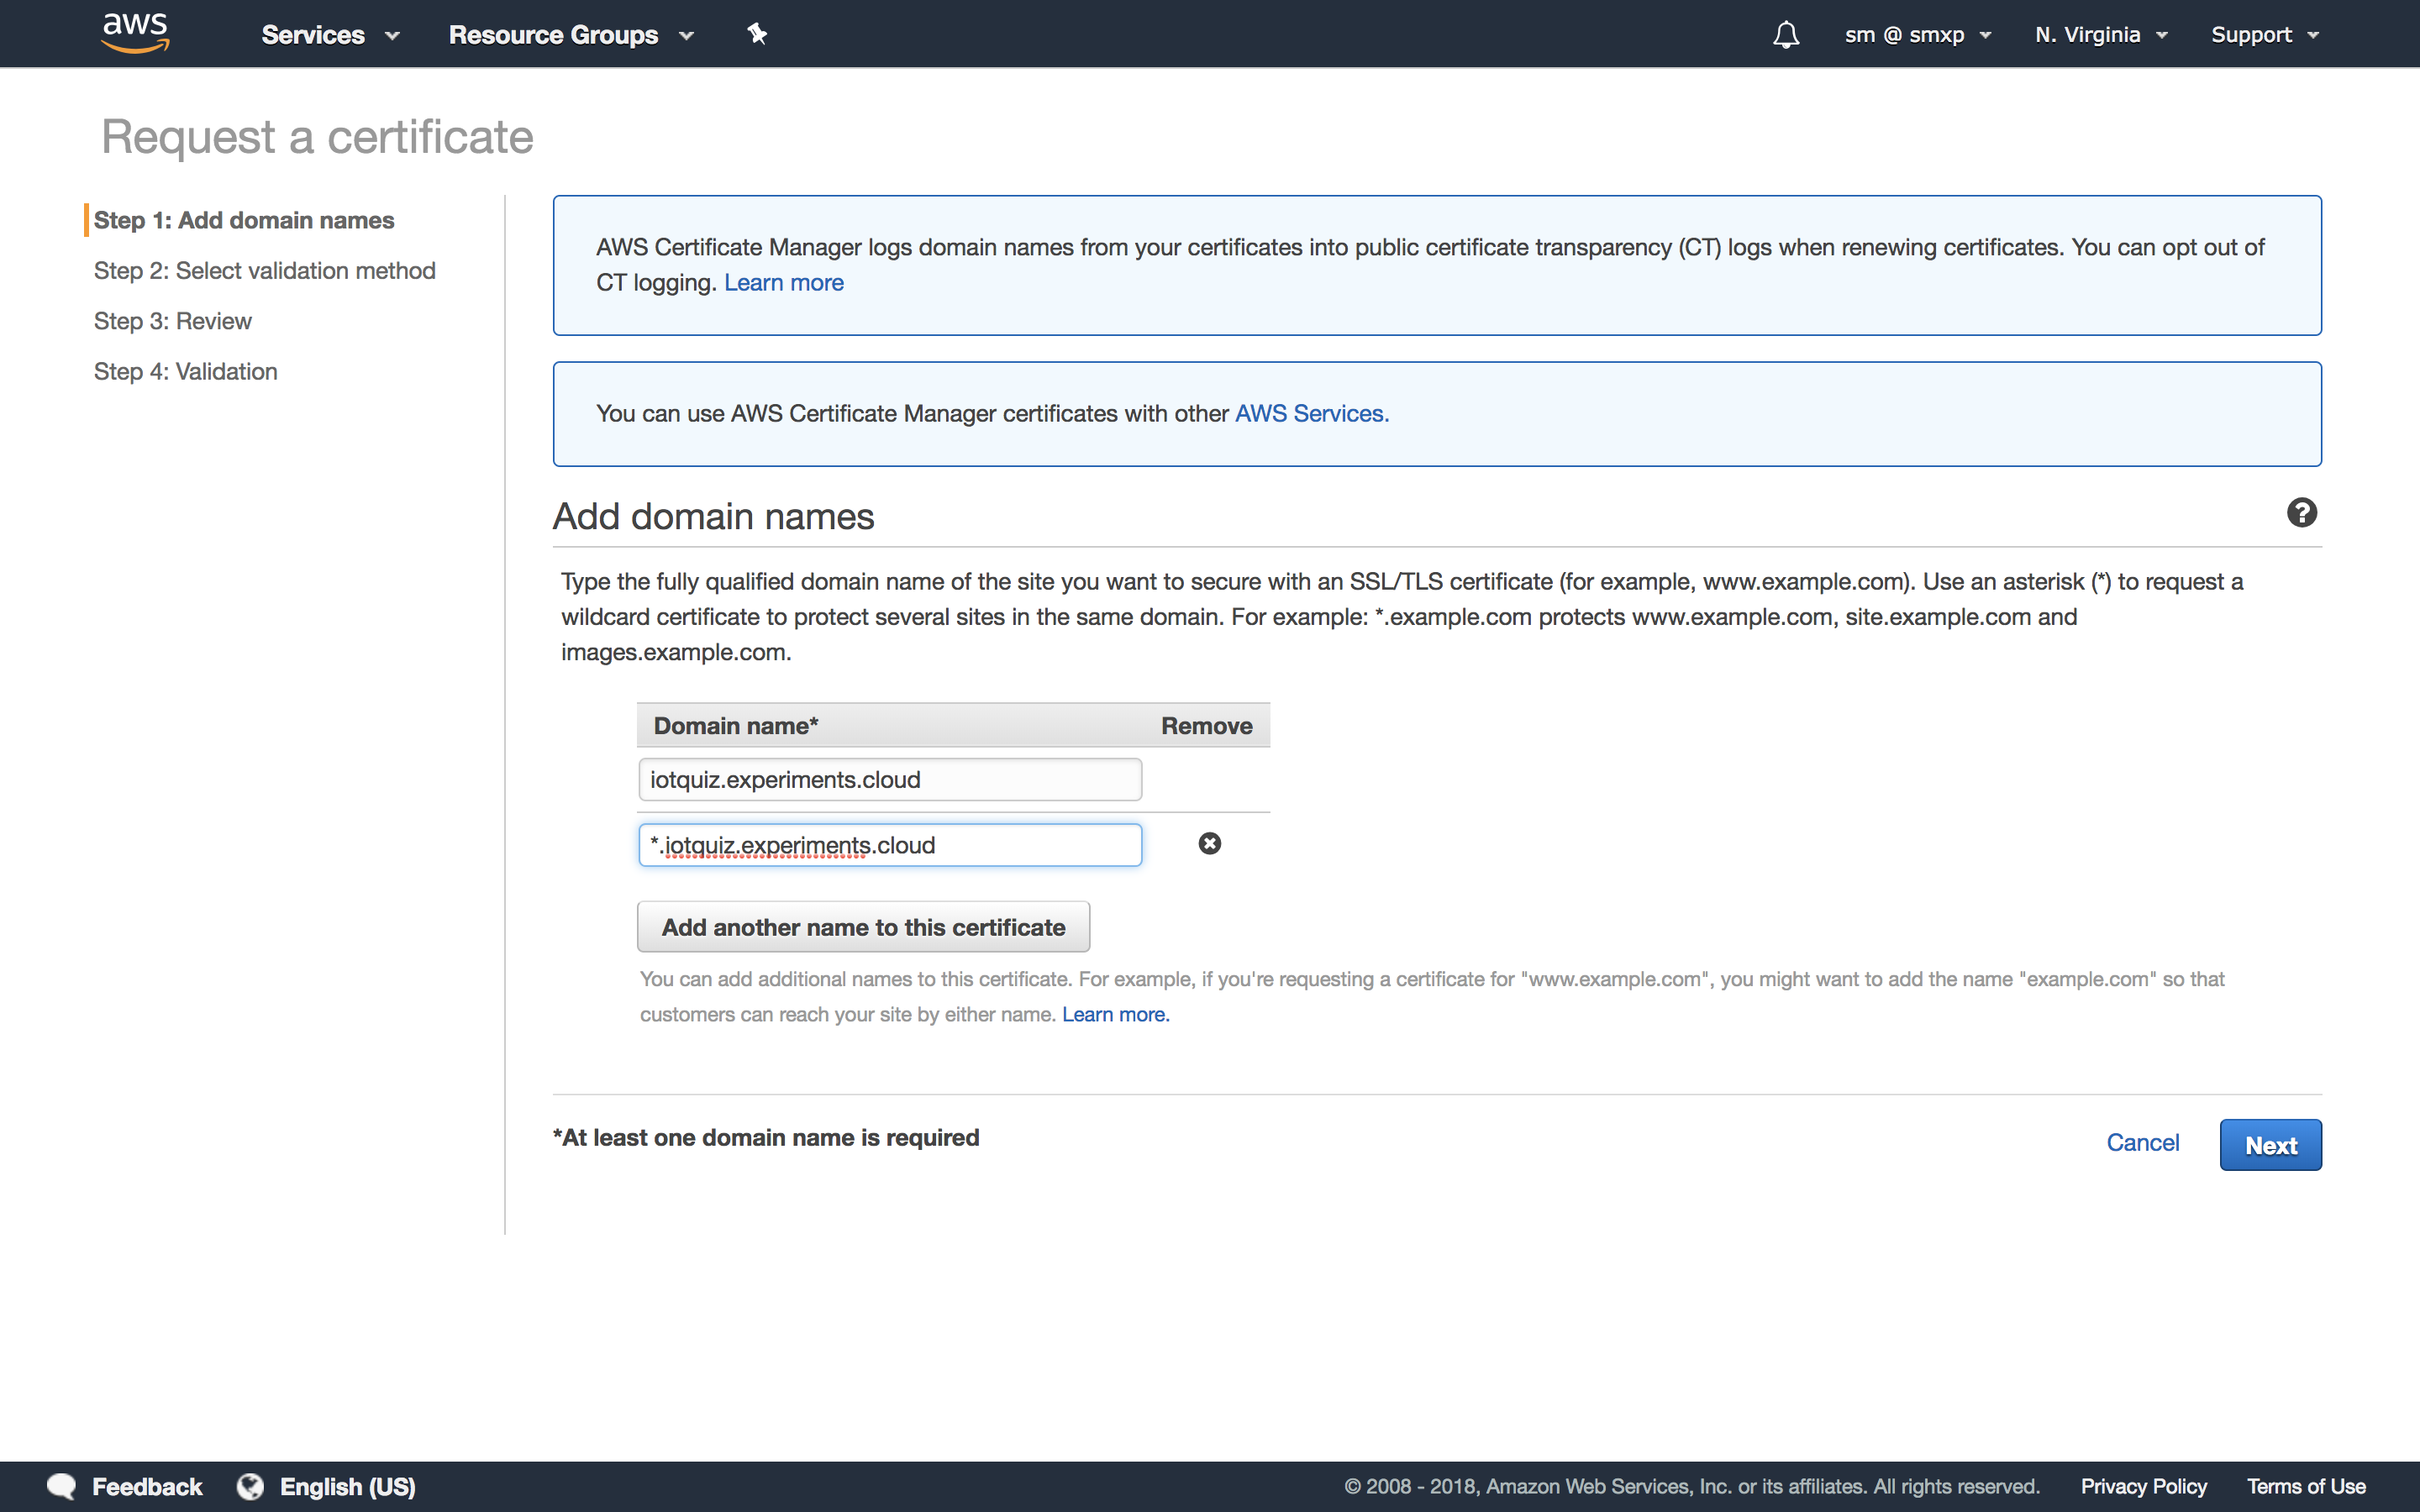 aws Services Resource Groups sm @ smxp N. Virginia Support
Request a certificate
Step 1: Add domain names
Step 2: Select validation method
Step 3: Review
Step 4: Validation
AWS Certificate Manager logs domain names from your certificates into public certificate transparency (CT) logs when renewing certificates. You can opt out of
CT logging. Learn more
You can use AWS Certificate Manager certificates with other AWS Services.
Add domain names
?
Type the fully qualified domain name of the site you want to secure with an SSL/TLS certificate (for example, www.example.com). Use an asterisk (*) to request a
wildcard certificate to protect several sites in the same domain. For example: *.example.com protects www.example.com, site.example.com and
images.example.com.
Domain name* Remove
iotquiz.experiments.cloud
*.iotquiz.experiments.cloud
Add another name to this certificate
You can add additional names to this certificate. For example, if you're requesting a certificate for "www.example.com", you might want to add the name "example.com" so that
customers can reach your site by either name. Learn more.
*At least one domain name is required
Cancel Next
Feedback English (US) © 2008 - 2018, Amazon Web Services, Inc. or its affiliates. All rights reserved. Privacy Policy Terms of Use